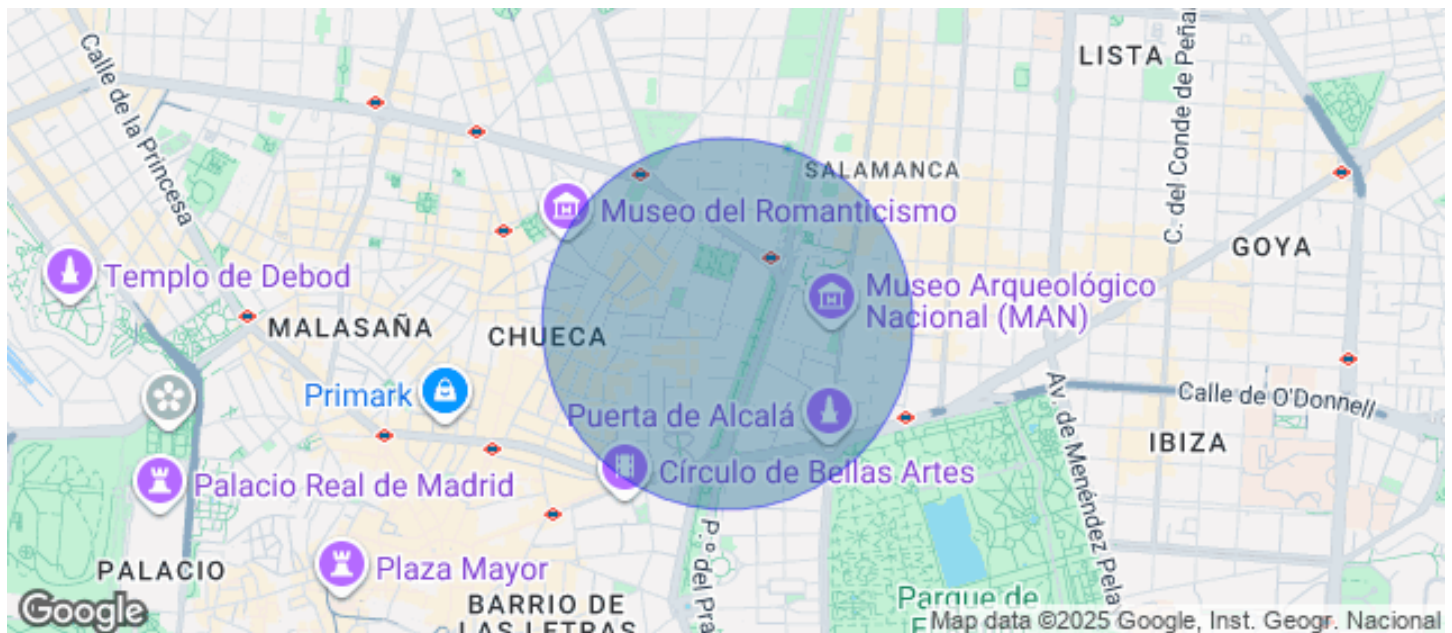 Calle de la Princesa
LISTA
C. del Conde de Peña
SALAMANCA
Museo del Romanticismo
GOYA
Templo de Debod
Museo Arqueológico
Nacional (MAN)
MALASAÑA
CHUECA
Primark
Calle de O'Donnell
Puerta de Alcalá
Av. de Menéndez Pela
IBIZA
Círculo de Bellas Artes
Palacio Real de Madrid
P.º del Pra
PALACIO
Plaza Mayor
BARRIO DE
LAS LETRAS
Parque de
Google
Map data ©2025 Google, Inst. Geogr. Nacional